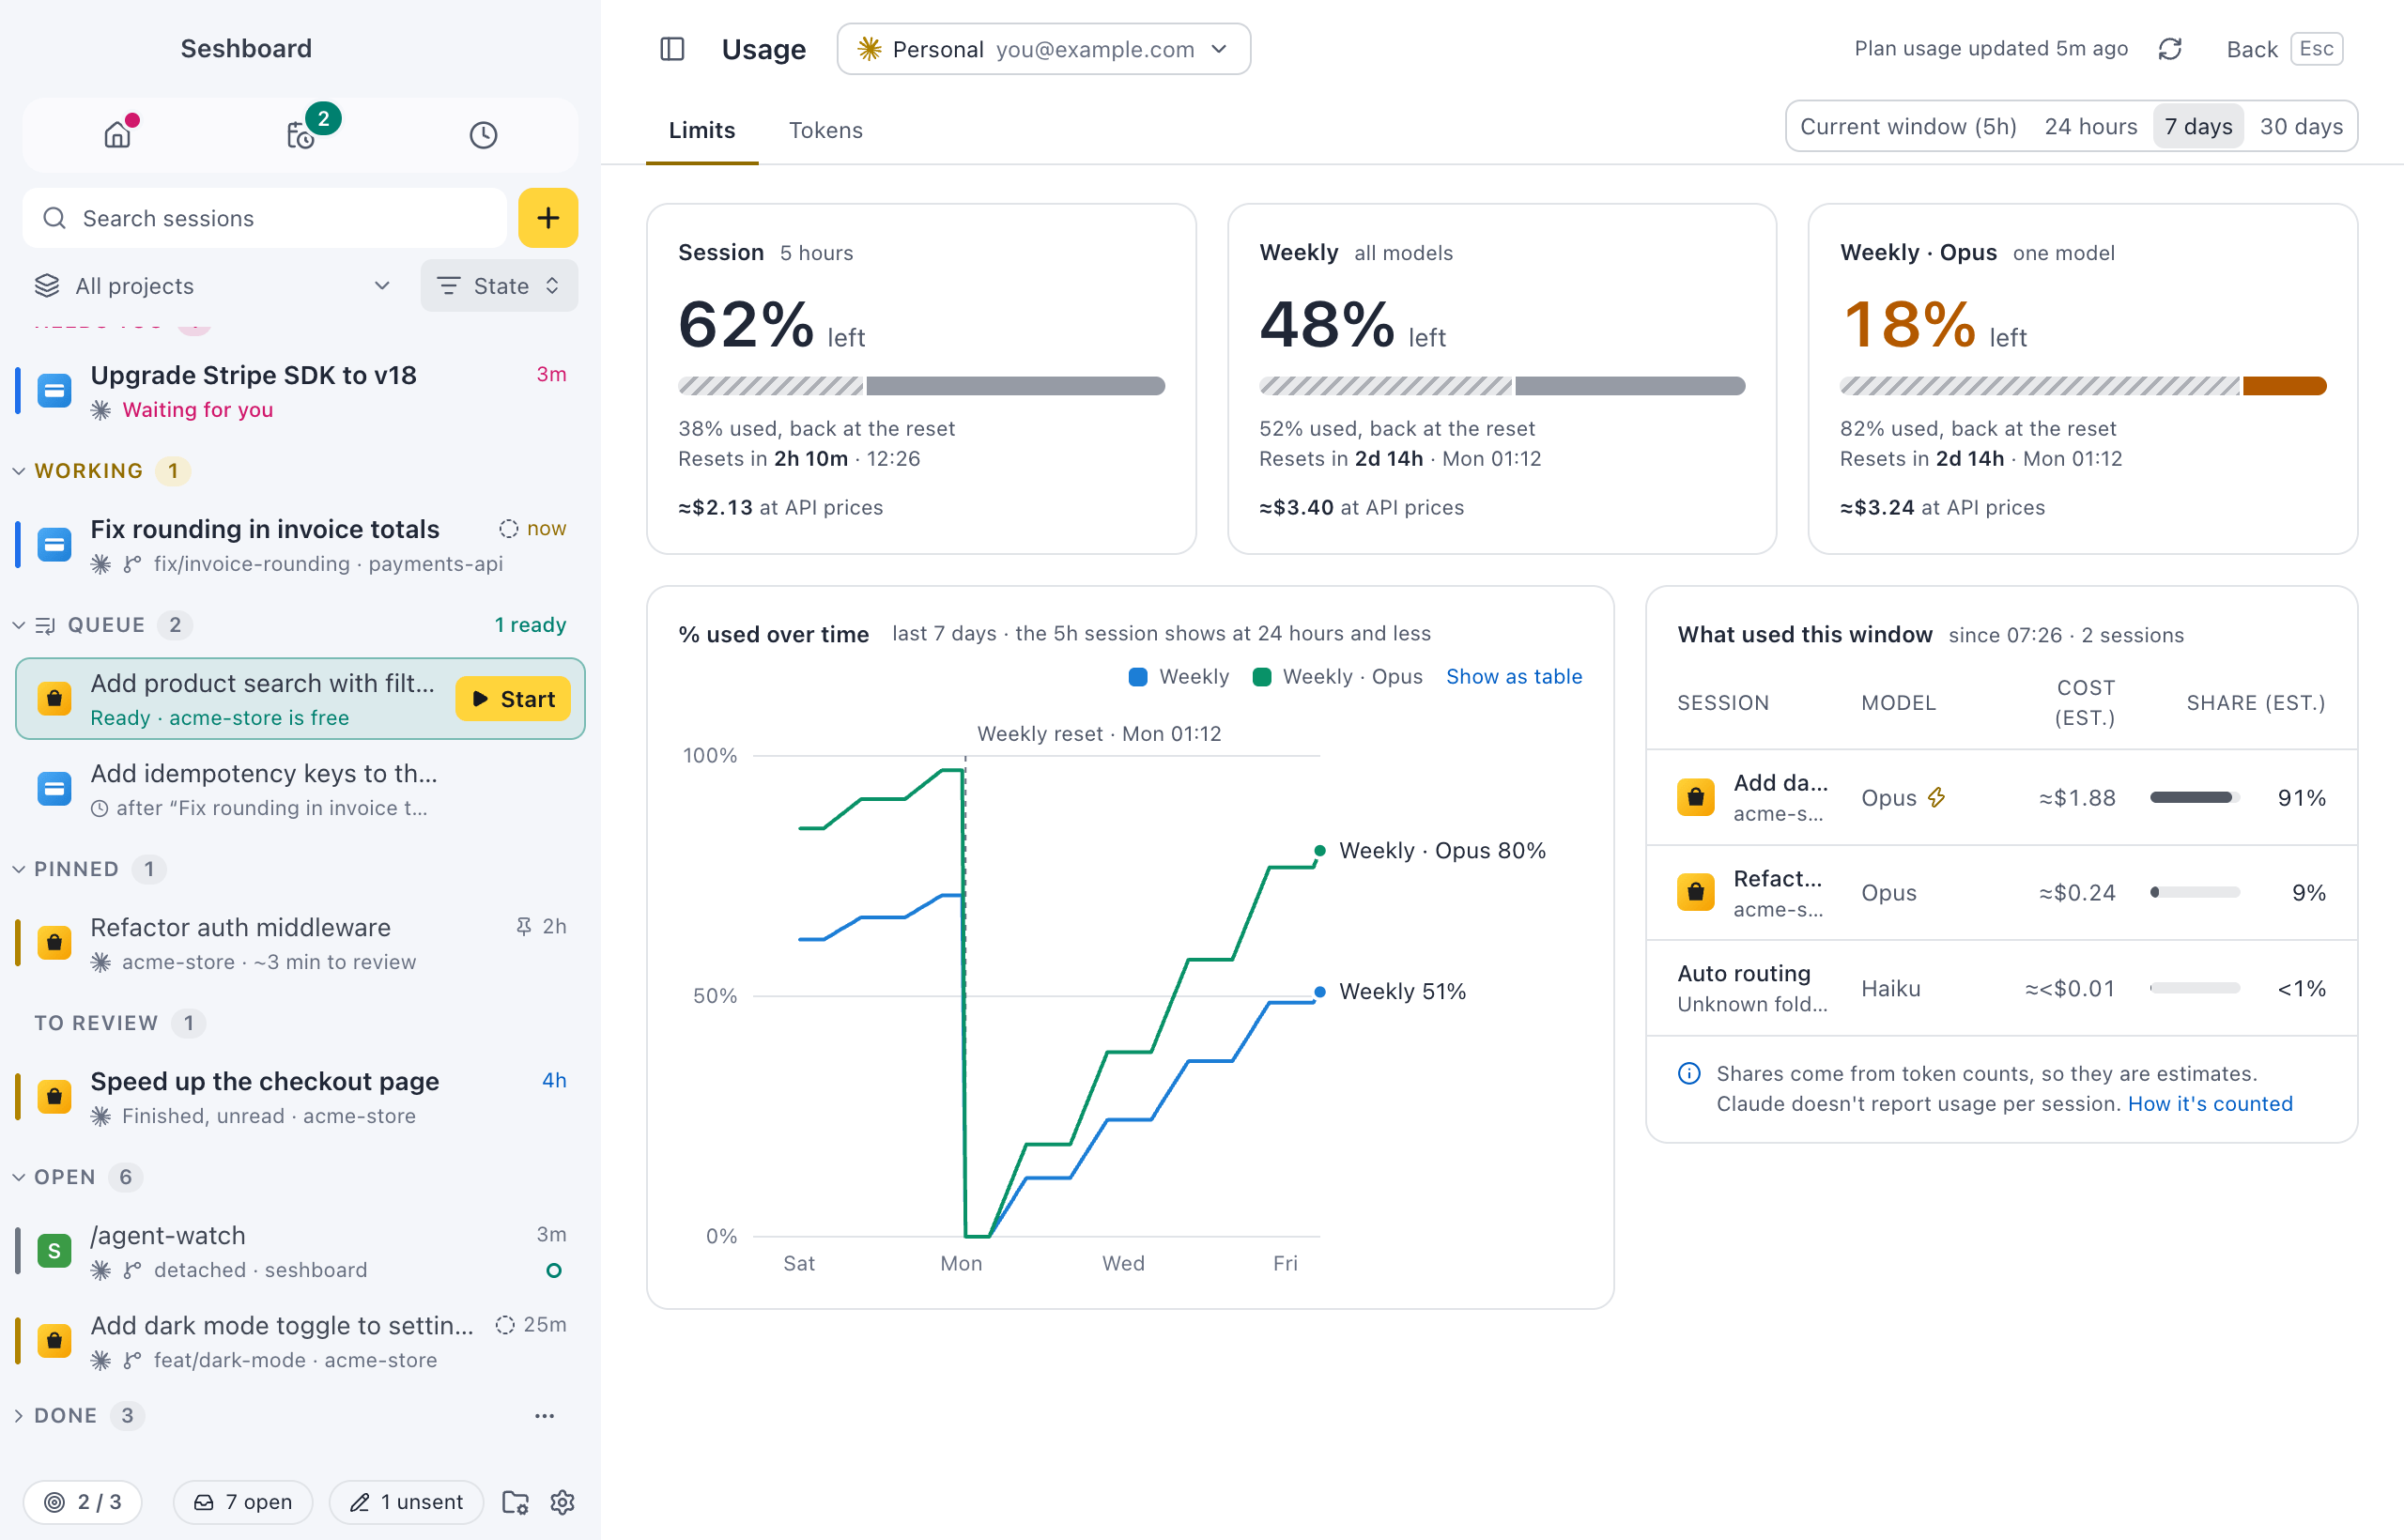 Seshboard
2
Search sessions
All projects
State
Upgrade Stripe SDK to v18
3m
Waiting for you
WORKING 1
Fix rounding in invoice totals
now
fix/invoice-rounding · payments-api
QUEUE 2
1 ready
Add product search with filt...
Ready · acme-store is free
Start
Add idempotency keys to th...
after “Fix rounding in invoice t...
PINNED 1
Refactor auth middleware
2h
acme-store · ~3 min to review
TO REVIEW 1
Speed up the checkout page
4h
Finished, unread · acme-store
OPEN 6
S
/agent-watch
3m
detached · seshboard
Add dark mode toggle to settin...
25m
feat/dark-mode · acme-store
DONE 3
2 / 3
7 open
1 unsent
Usage
Personal you@example.com
Plan usage updated 5m ago
Back Esc
Limits
Tokens
Current window (5h)
24 hours
7 days
30 days
Session 5 hours
62% left
38% used, back at the reset
Resets in 2h 10m · 12:26
≈$2.13 at API prices
Weekly all models
48% left
52% used, back at the reset
Resets in 2d 14h · Mon 01:12
≈$3.40 at API prices
Weekly · Opus one model
18% left
82% used, back at the reset
Resets in 2d 14h · Mon 01:12
≈$3.24 at API prices
% used over time last 7 days · the 5h session shows at 24 hours and less
Weekly
Weekly · Opus
Show as table
Weekly reset · Mon 01:12
100%
50%
0%
Weekly · Opus 80%
Weekly 51%
Sat
Mon
Wed
Fri
What used this window since 07:26 · 2 sessions
SESSION
MODEL
COST (EST.)
SHARE (EST.)
Add da...
acme-s...
Opus
≈$1.88
91%
Refact...
acme-s...
Opus
≈$0.24
9%
Auto routing
Unknown fold...
Haiku
≈<$0.01
<1%
Shares come from token counts, so they are estimates.
Claude doesn't report usage per session. How it's counted